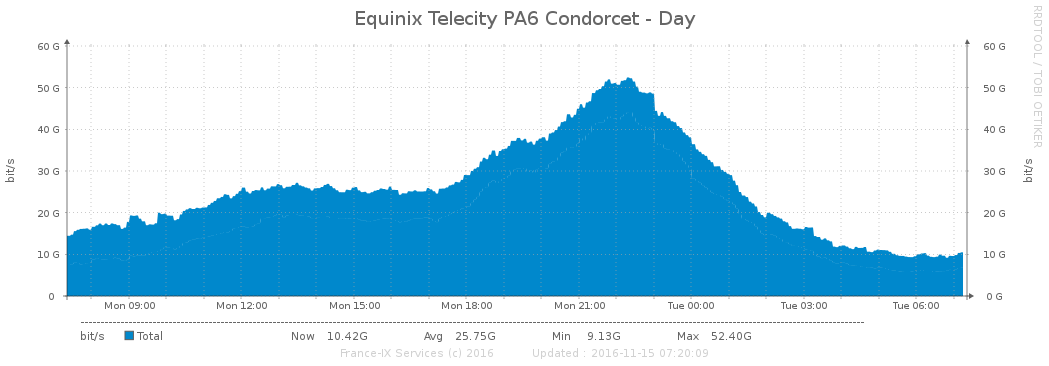 Equinix Telecity PA6 Condorcet - Day
RRDTOOL / TOBI OETIKER
60 G 60 G
50 G 50 G
40 G 40 G
30 G 30 G
20 G 20 G
10 G 10 G
0 0 G
bit/s bit/s
Mon 09:00 Mon 12:00 Mon 15:00 Mon 18:00 Mon 21:00 Tue 00:00 Tue 03:00 Tue 06:00
bit/s Total Now 10.42G Avg 25.75G Min 9.13G Max 52.40G
France-IX Services (c) 2016 Updated : 2016-11-15 07:20:09